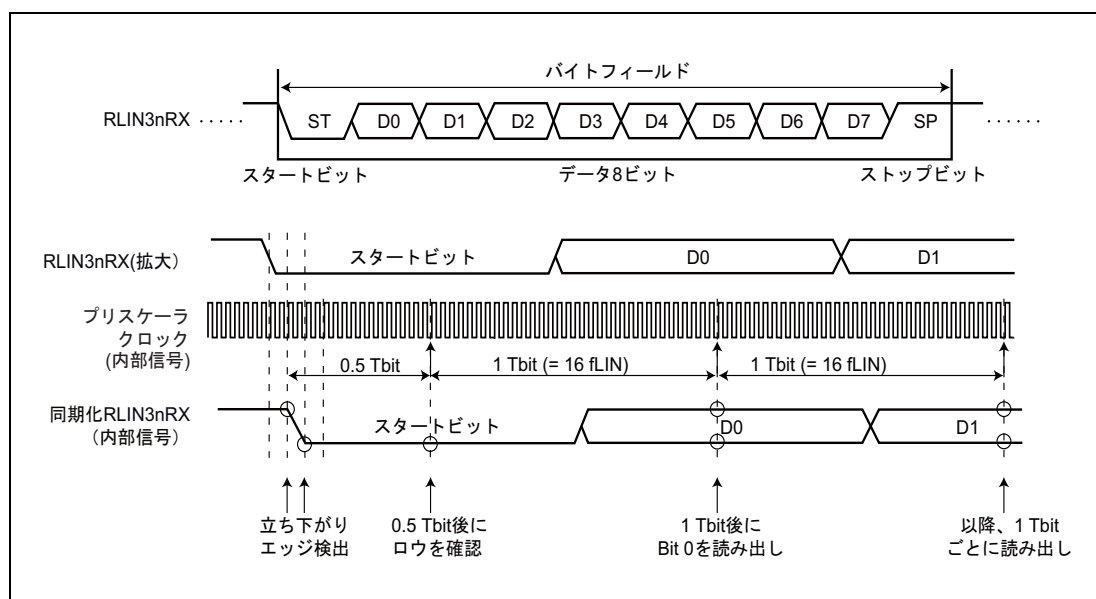 バイトフィールド
RLIN3nRX ‥‥‥ ST D0 D1 D2 D3 D4 D5 D6 D7 SP ‥‥‥
スタートビット データ8ビット ストップビット
RLIN3nRX(拡大) スタートビット D0 D1
プリスケーラ
クロック
(内部信号)
0.5 Tbit 1 Tbit (= 16 fLIN) 1 Tbit (= 16 fLIN)
同期化RLIN3nRX
(内部信号)
スタートビット D0 D1
立ち下がり
エッジ検出
0.5 Tbit後に
ロウを確認
1 Tbit後に
Bit 0を読み出し
以降、1 Tbit
ごとに読み出し